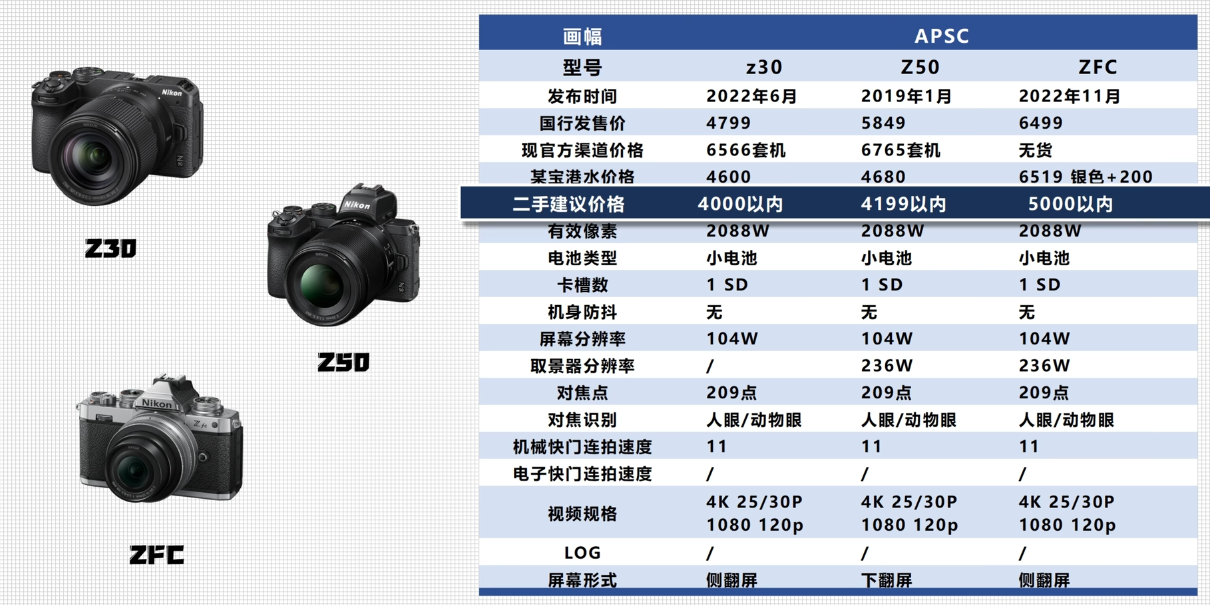 Nikon
Z30
Nikon
Z50
Nikon
Z fc
ZFC
画幅 APSC
型号 z30 Z50 ZFC
发布时间 2022年6月 2019年1月 2022年11月
国行发售价 4799 5849 6499
现官方渠道价格 6566套机 6765套机 无货
某宝港水价格 4600 4680 6519 银色+200
二手建议价格 4000以内 4199以内 5000以内
有效像素 2088W 2088W 2088W
电池类型 小电池 小电池 小电池
卡槽数 1 SD 1 SD 1 SD
机身防抖 无 无 无
屏幕分辨率 104W 104W 104W
取景器分辨率 / 236W 236W
对焦点 209点 209点 209点
对焦识别 人眼/动物眼 人眼/动物眼 人眼/动物眼
机械快门连拍速度 11 11 11
电子快门连拍速度 / / /
视频规格 4K 25/30P 4K 25/30P 4K 25/30P
1080 120p 1080 120p 1080 120p
LOG / / /
屏幕形式 侧翻屏 下翻屏 侧翻屏